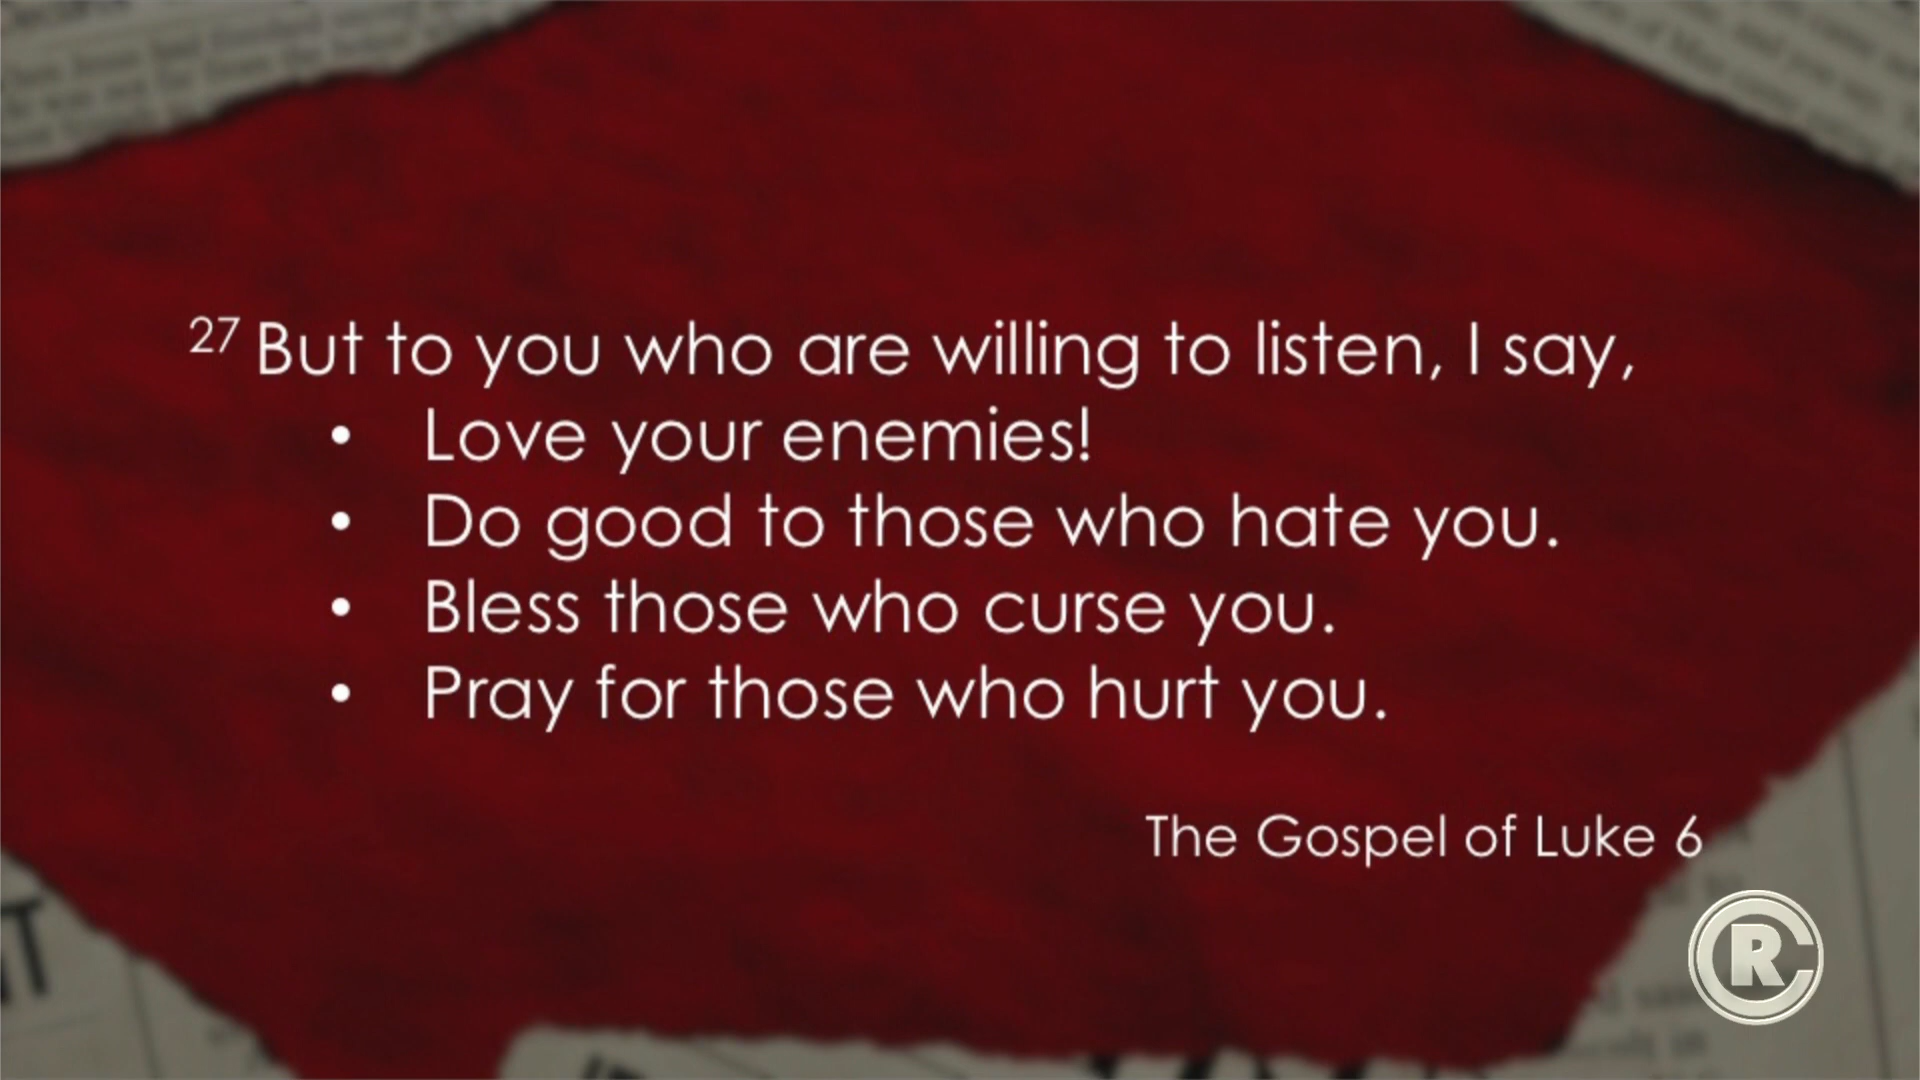 27 But to you who are willing to listen, I say,
• Love your enemies!
• Do good to those who hate you.
• Bless those who curse you.
• Pray for those who hurt you.
The Gospel of Luke 6
CR